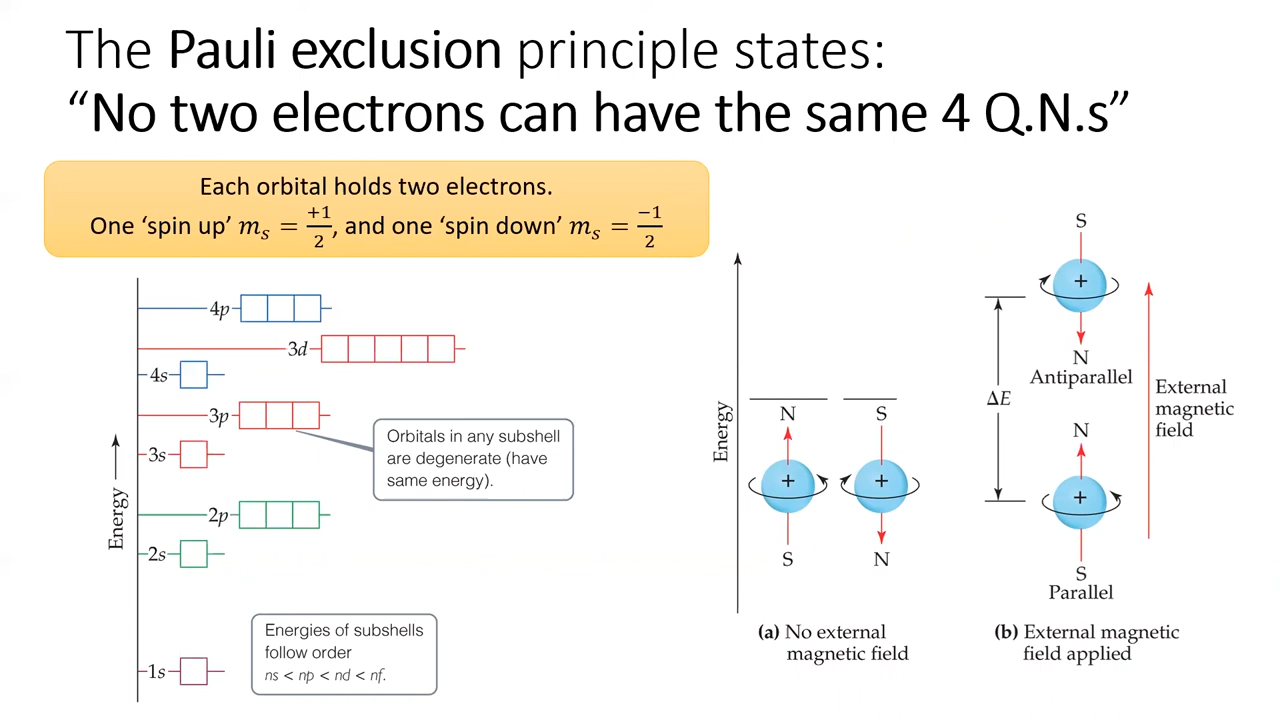 The Pauli exclusion principle states:
“No two electrons can have the same 4 Q.N.s”
Each orbital holds two electrons.
One ‘spin up’ mₛ = +1/2, and one ‘spin down’ mₛ = −1/2
4p
3d
4s
3p
3s
2p
2s
1s
Energy
Orbitals in any subshell
are degenerate (have
same energy).
Energies of subshells
follow order
ns < np < nd < nf.
Energy
N
S
+
+
S
N
(a) No external
magnetic field
S
+
N
Antiparallel
ΔE
N
+
S
Parallel
External
magnetic
field
(b) External magnetic
field applied